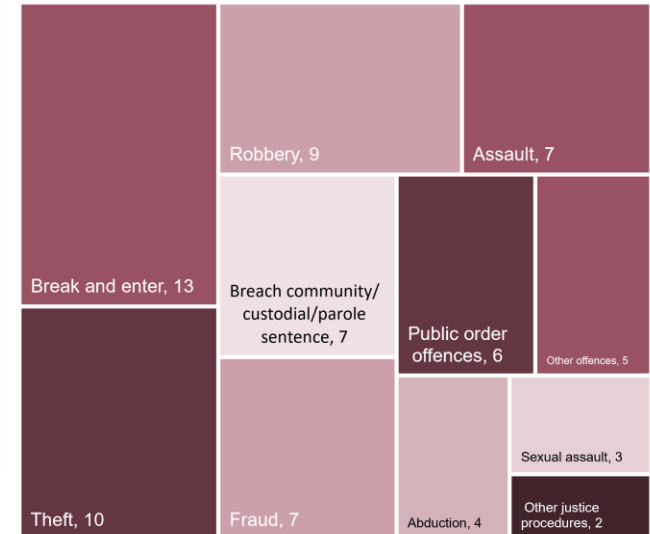 Robbery, 9
Assault, 7
Break and enter, 13
Breach community/
custodial/parole
sentence, 7
Public order
offences, 6
Other offences, 5
Sexual assault, 3
Theft, 10
Fraud, 7
Abduction, 4
Other justice
procedures, 2